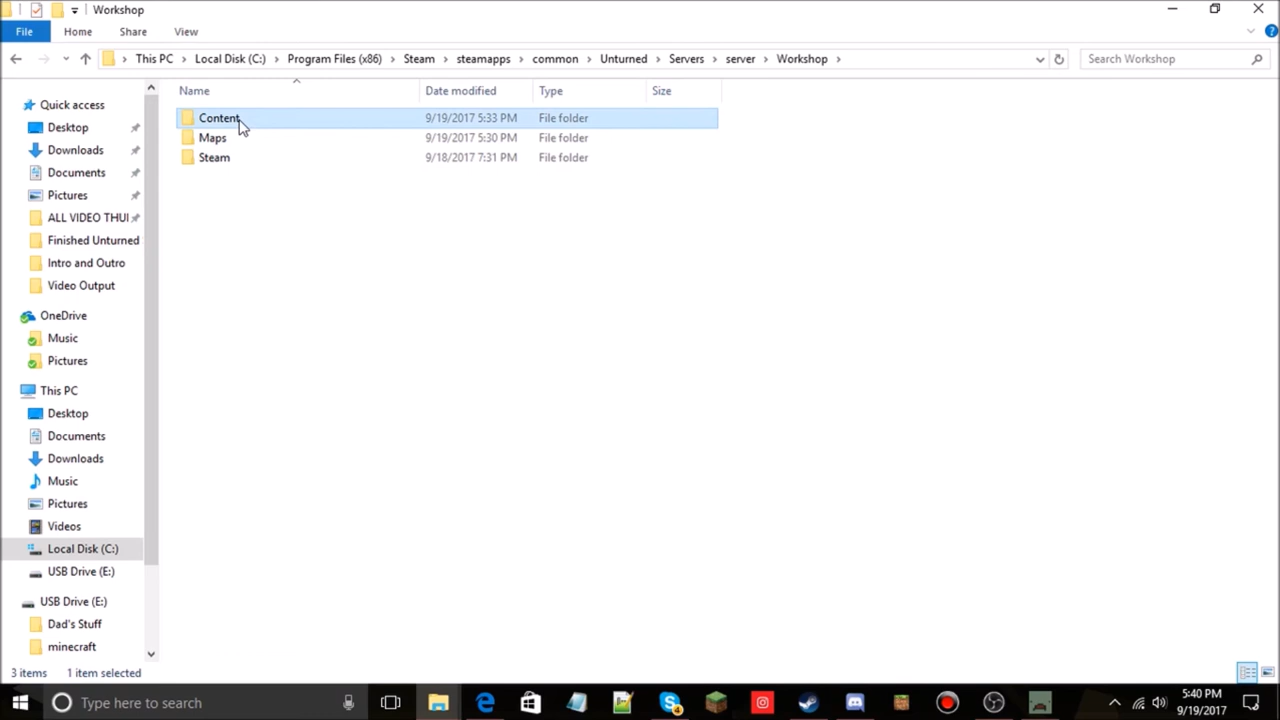 Workshop
File Home Share View
This PC Local Disk (C:) Program Files (x86) Steam steamapps common Unturned Servers server Workshop Search Workshop
Name Date modified Type Size
Content 9/19/2017 5:33 PM File folder
Maps 9/19/2017 5:30 PM File folder
Steam 9/18/2017 7:31 PM File folder
Quick access
Desktop
Downloads
Documents
Pictures
ALL VIDEO THUI
Finished Unturned
Intro and Outro
Video Output
OneDrive
Music
Pictures
This PC
Desktop
Documents
Downloads
Music
Pictures
Videos
Local Disk (C:)
USB Drive (E:)
USB Drive (E:)
Dad's Stuff
minecraft
3 items 1 item selected
Type here to search
5:40 PM
9/19/2017